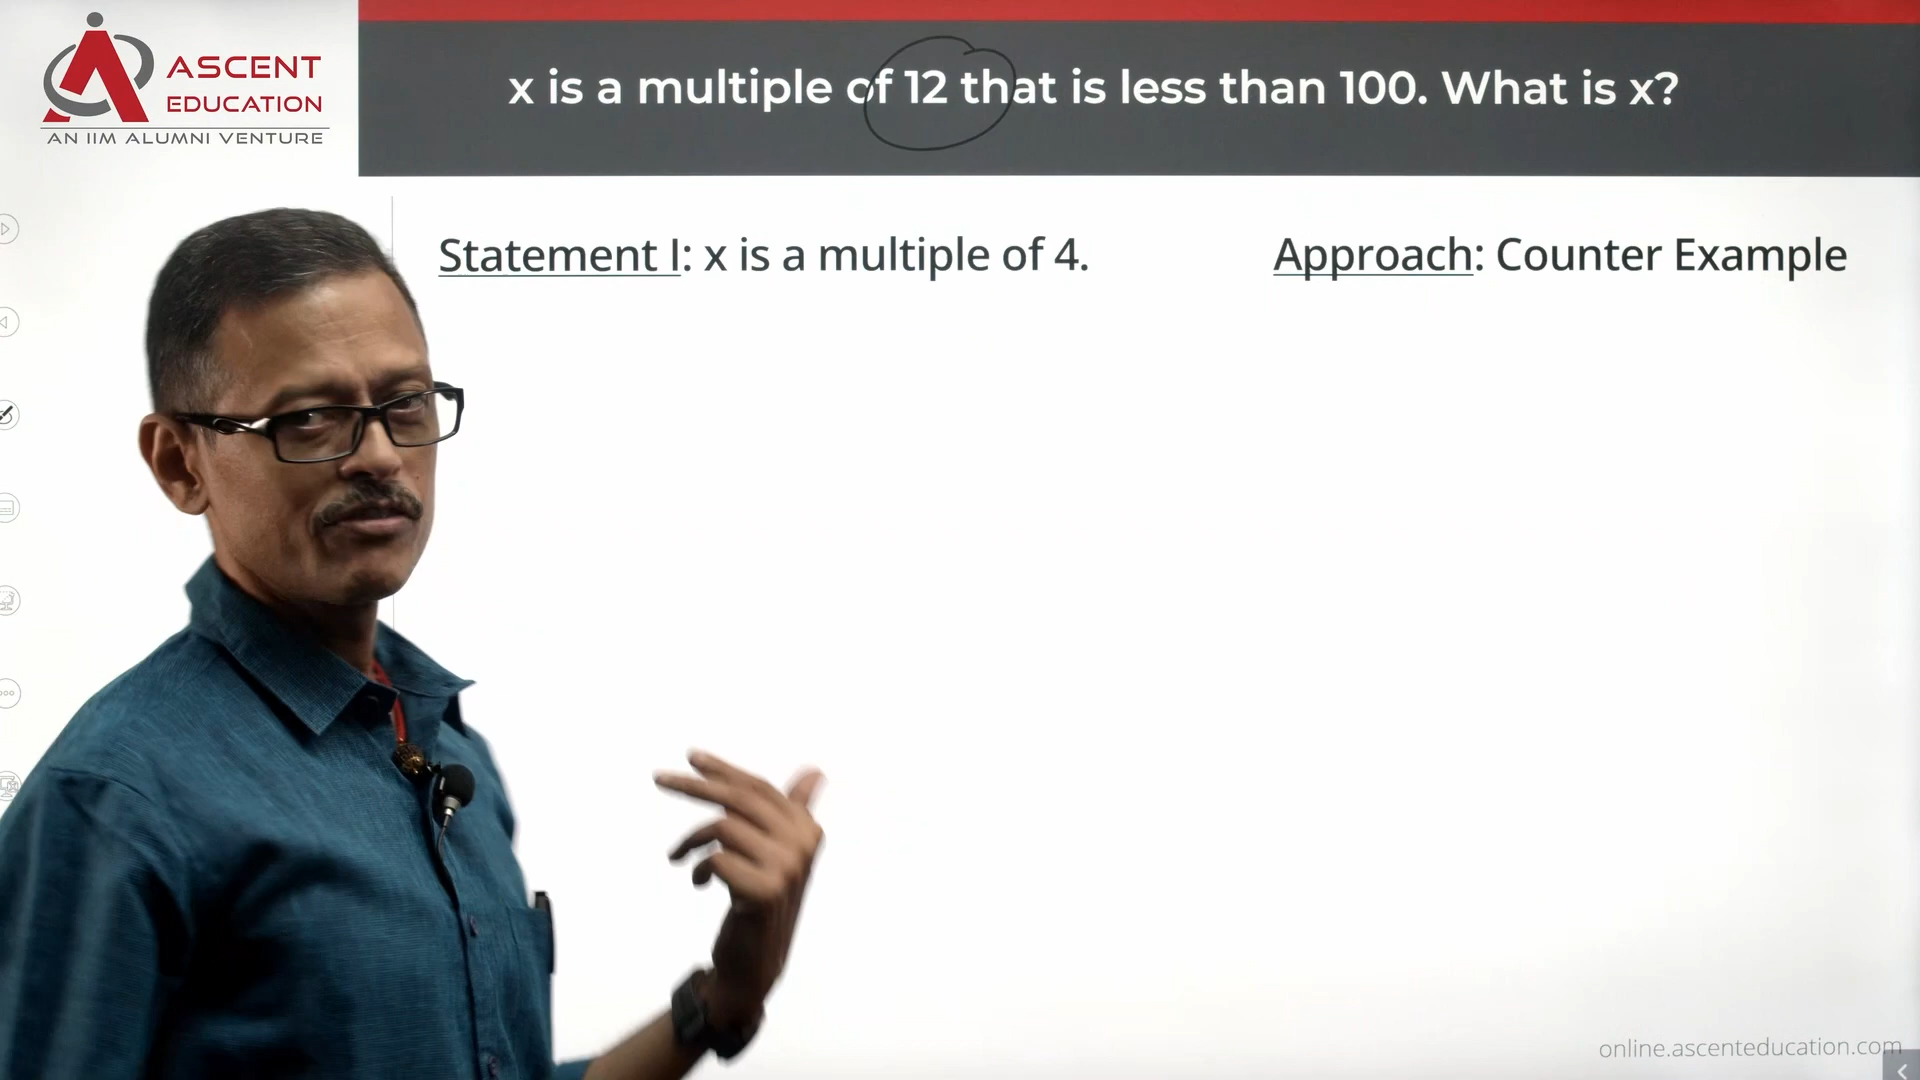 ASCENT
EDUCATION
AN IIM ALUMNI VENTURE
x is a multiple of 12 that is less than 100. What is x?
Statement I: x is a multiple of 4.
Approach: Counter Example
online.ascenteducation.com